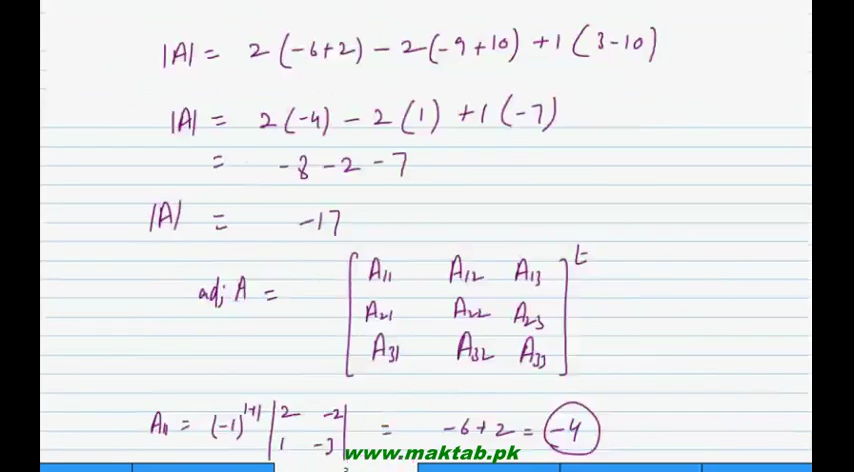 |A| = 2 (-6+2) - 2 (-9+10) + 1 (3-10)
|A| = 2 (-4) - 2 (1) + 1 (-7)
= -8 -2 -7
|A| = -17
adj A = [ A11 A12 A13 ]t
A21 A22 A23
A31 A32 A33
A11 = (-1)^1+1 | 2 -2 | = -6+2 = -4
1 -3
www.maktab.pk